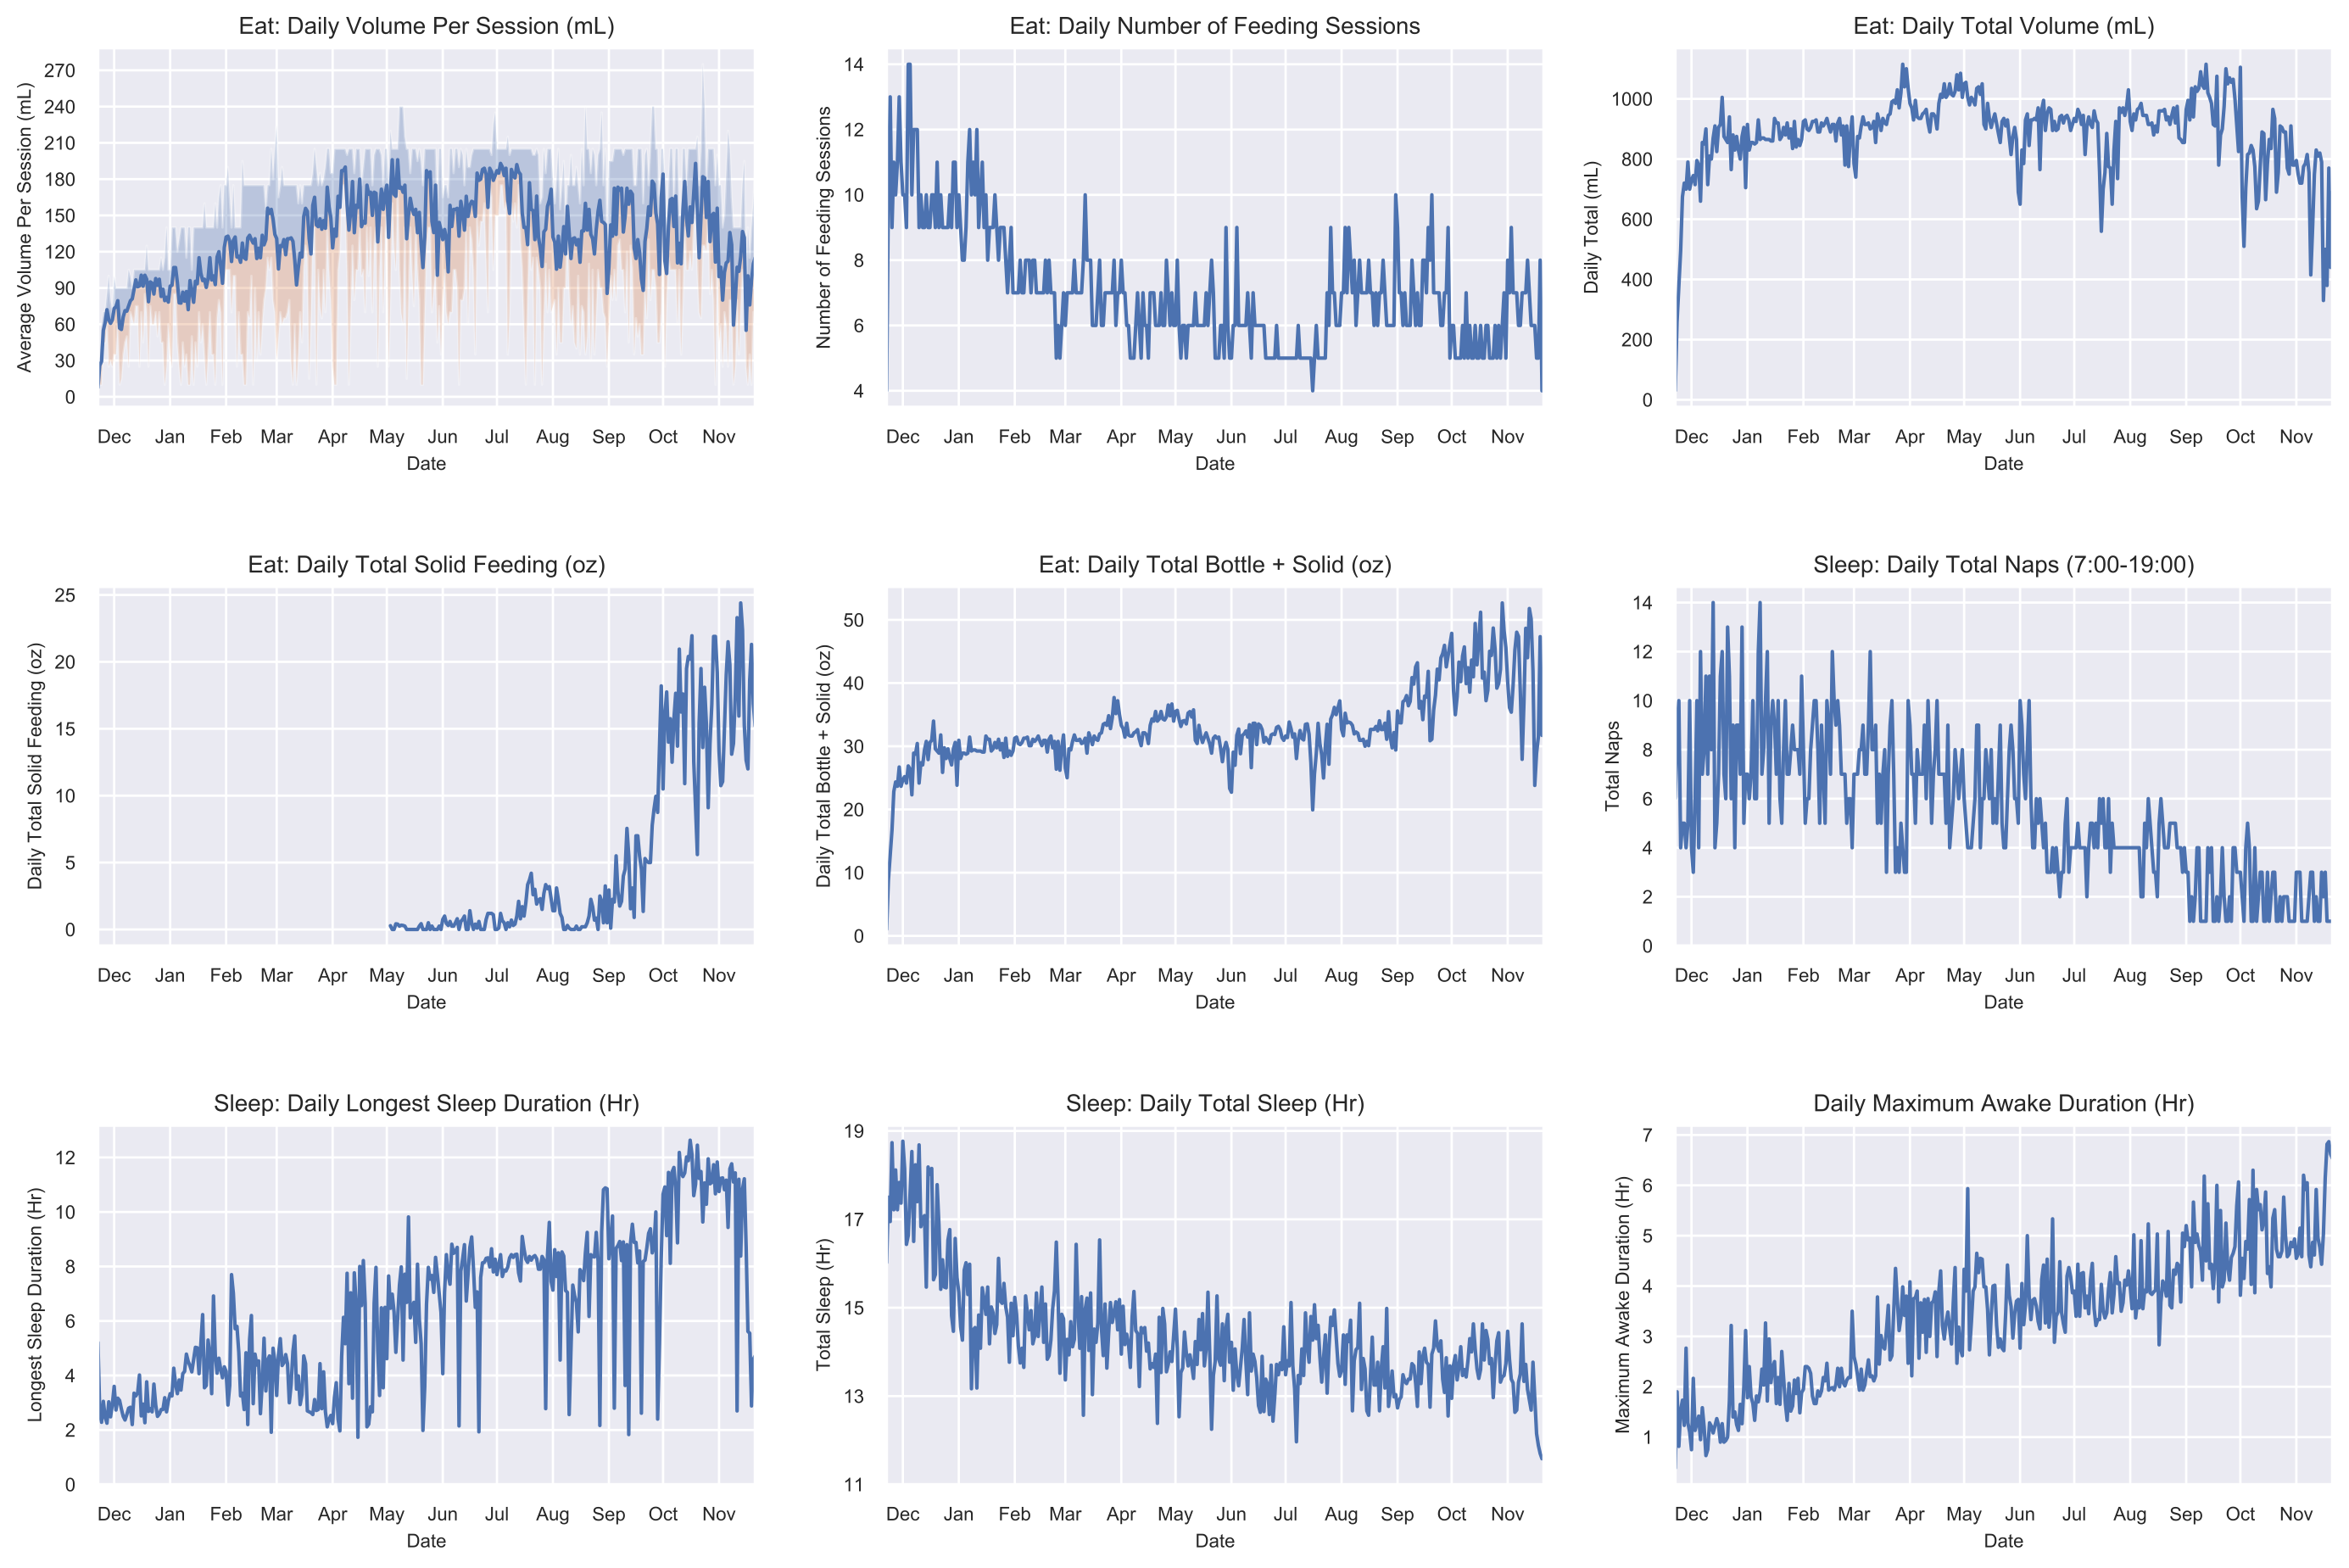 Eat: Daily Volume Per Session (mL)
Average Volume Per Session (mL)
270
240
210
180
150
120
90
60
30
0
Dec Jan Feb Mar Apr May Jun Jul Aug Sep Oct Nov
Date
Eat: Daily Number of Feeding Sessions
Number of Feeding Sessions
14
12
10
8
6
4
Dec Jan Feb Mar Apr May Jun Jul Aug Sep Oct Nov
Date
Eat: Daily Total Volume (mL)
Daily Total (mL)
1000
800
600
400
200
0
Dec Jan Feb Mar Apr May Jun Jul Aug Sep Oct Nov
Date
Eat: Daily Total Solid Feeding (oz)
Daily Total Solid Feeding (oz)
25
20
15
10
5
0
Dec Jan Feb Mar Apr May Jun Jul Aug Sep Oct Nov
Date
Eat: Daily Total Bottle + Solid (oz)
Daily Total Bottle + Solid (oz)
50
40
30
20
10
0
Dec Jan Feb Mar Apr May Jun Jul Aug Sep Oct Nov
Date
Sleep: Daily Total Naps (7:00-19:00)
Total Naps
14
12
10
8
6
4
2
0
Dec Jan Feb Mar Apr May Jun Jul Aug Sep Oct Nov
Date
Sleep: Daily Longest Sleep Duration (Hr)
Longest Sleep Duration (Hr)
12
10
8
6
4
2
0
Dec Jan Feb Mar Apr May Jun Jul Aug Sep Oct Nov
Date
Sleep: Daily Total Sleep (Hr)
Total Sleep (Hr)
19
17
15
13
11
Dec Jan Feb Mar Apr May Jun Jul Aug Sep Oct Nov
Date
Daily Maximum Awake Duration (Hr)
Maximum Awake Duration (Hr)
7
6
5
4
3
2
1
Dec Jan Feb Mar Apr May Jun Jul Aug Sep Oct Nov
Date